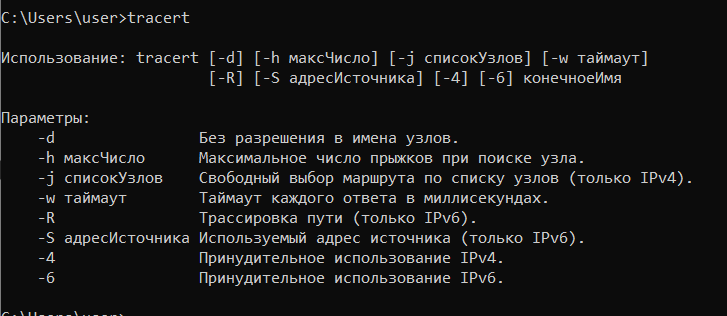 C:\Users\user>tracert
Использование: tracert [-d] [-h максЧисло] [-j списокУзлов] [-w таймаут]
[-R] [-S адресИсточника] [-4] [-6] конечноеИмя
Параметры:
-d Без разрешения в имена узлов.
-h максЧисло Максимальное число прыжков при поиске узла.
-j списокУзлов Свободный выбор маршрута по списку узлов (только IPv4).
-w таймаут Таймаут каждого ответа в миллисекундах.
-R Трассировка пути (только IPv6).
-S адресИсточника Используемый адрес источника (только IPv6).
-4 Принудительное использование IPv4.
-6 Принудительное использование IPv6.
C:\Users\user>